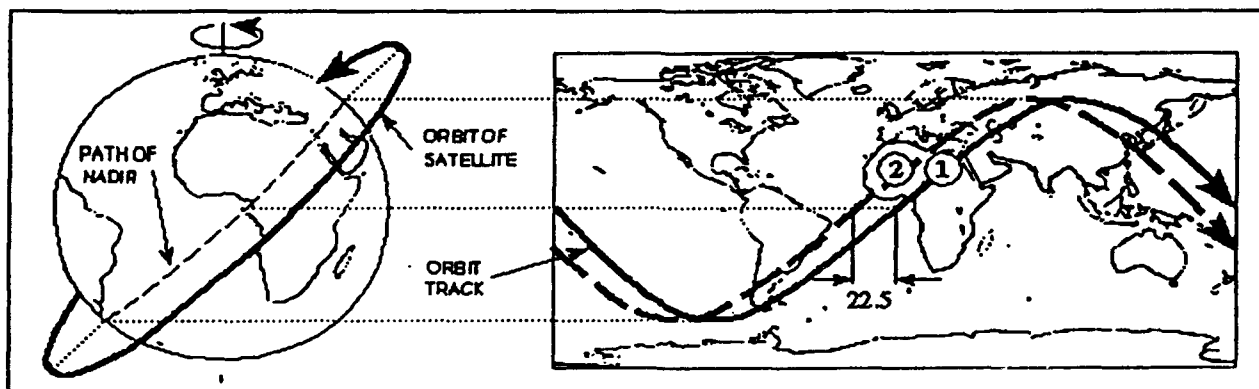 ORBIT OF
SATELLITE
PATH OF
NADIR
2
1
ORBIT
TRACK
22.5